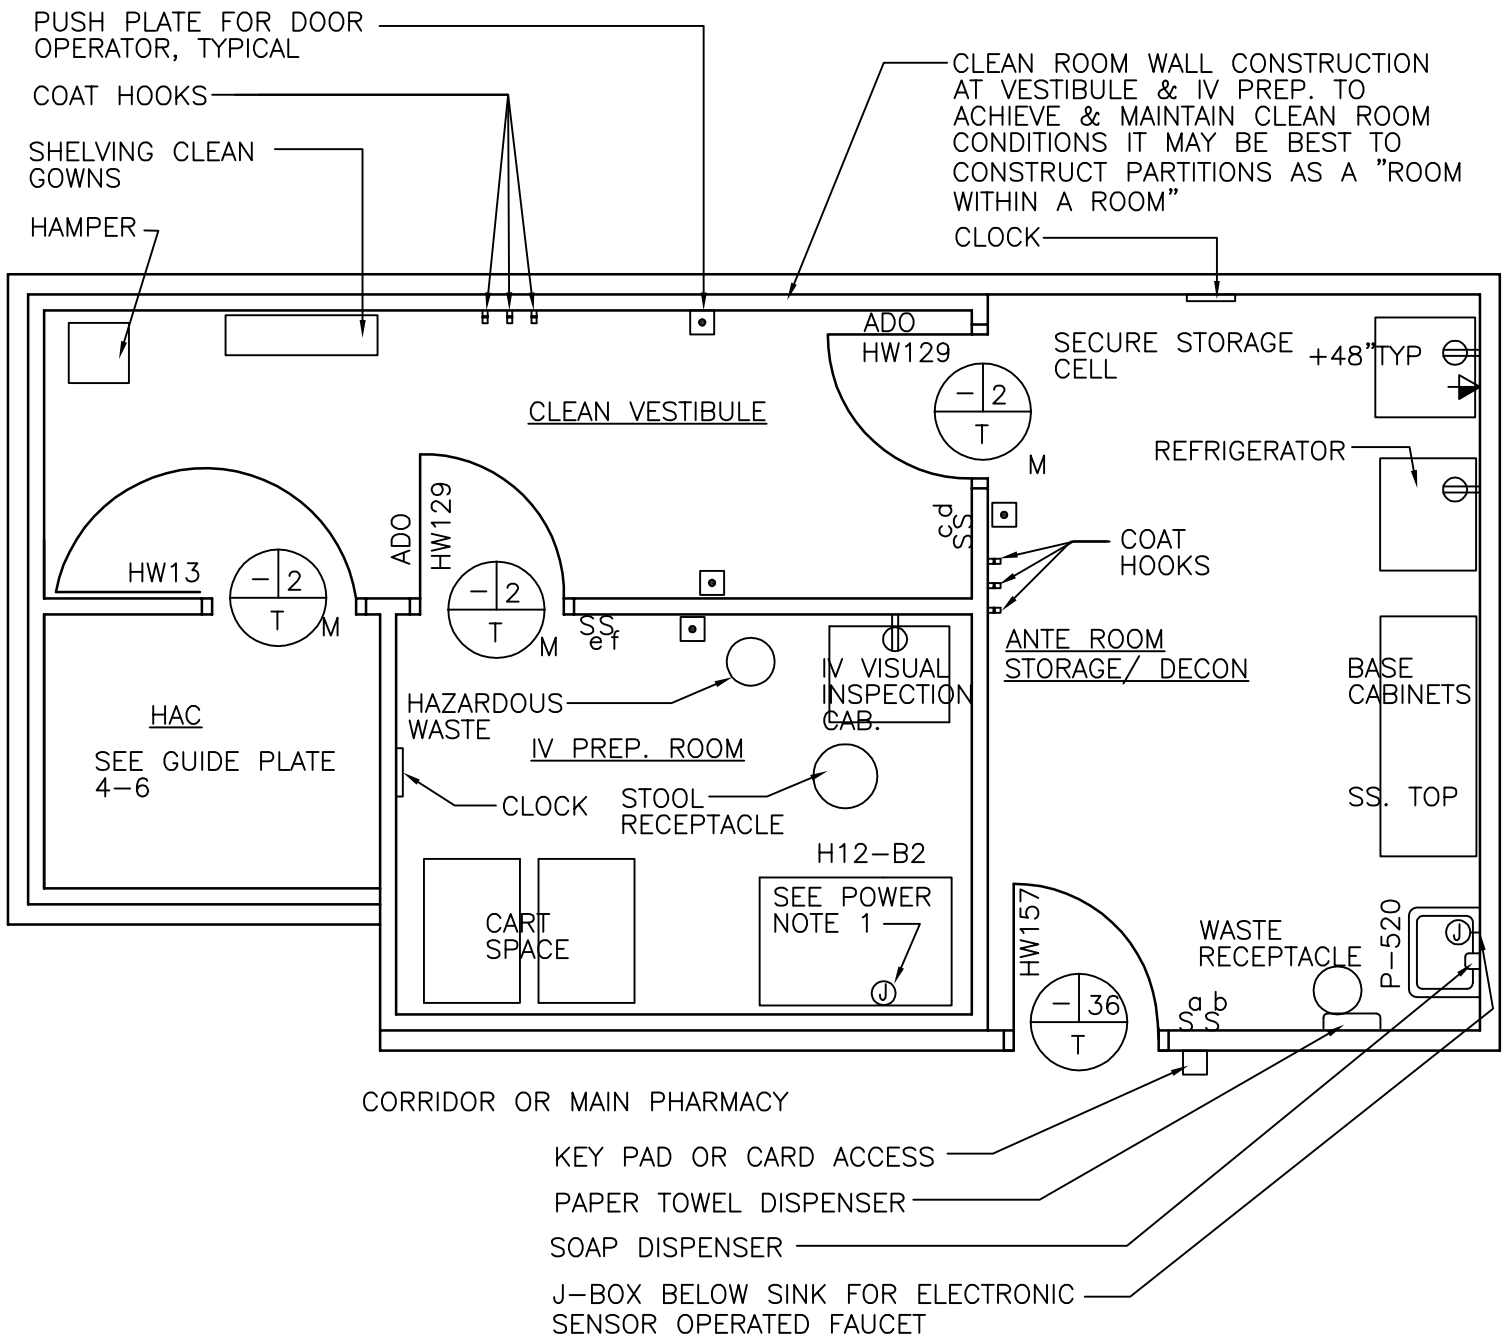 PUSH PLATE FOR DOOR
OPERATOR, TYPICAL
COAT HOOKS
SHELVING CLEAN
GOWNS
HAMPER
CLEAN ROOM WALL CONSTRUCTION
AT VESTIBULE & IV PREP. TO
ACHIEVE & MAINTAIN CLEAN ROOM
CONDITIONS IT MAY BE BEST TO
CONSTRUCT PARTITIONS AS A "ROOM
WITHIN A ROOM"
CLOCK
ADO
HW129
SECURE STORAGE
CELL
+48"TYP
- 2
T
M
CLEAN VESTIBULE
REFRIGERATOR
ADO
HW129
cd
SS
COAT
HOOKS
HW13
- 2
T
M
- 2
T
M
SS
ef
ANTE ROOM
STORAGE/ DECON
IV VISUAL
INSPECTION
CAB.
BASE
CABINETS
HAZARDOUS
WASTE
HAC
SEE GUIDE PLATE
4-6
IV PREP. ROOM
CLOCK
STOOL
RECEPTACLE
SS. TOP
H12-B2
SEE POWER
NOTE 1
J
CART
SPACE
HW157
WASTE
RECEPTACLE
P-520
J
- 36
T
a b
S S
CORRIDOR OR MAIN PHARMACY
KEY PAD OR CARD ACCESS
PAPER TOWEL DISPENSER
SOAP DISPENSER
J-BOX BELOW SINK FOR ELECTRONIC
SENSOR OPERATED FAUCET